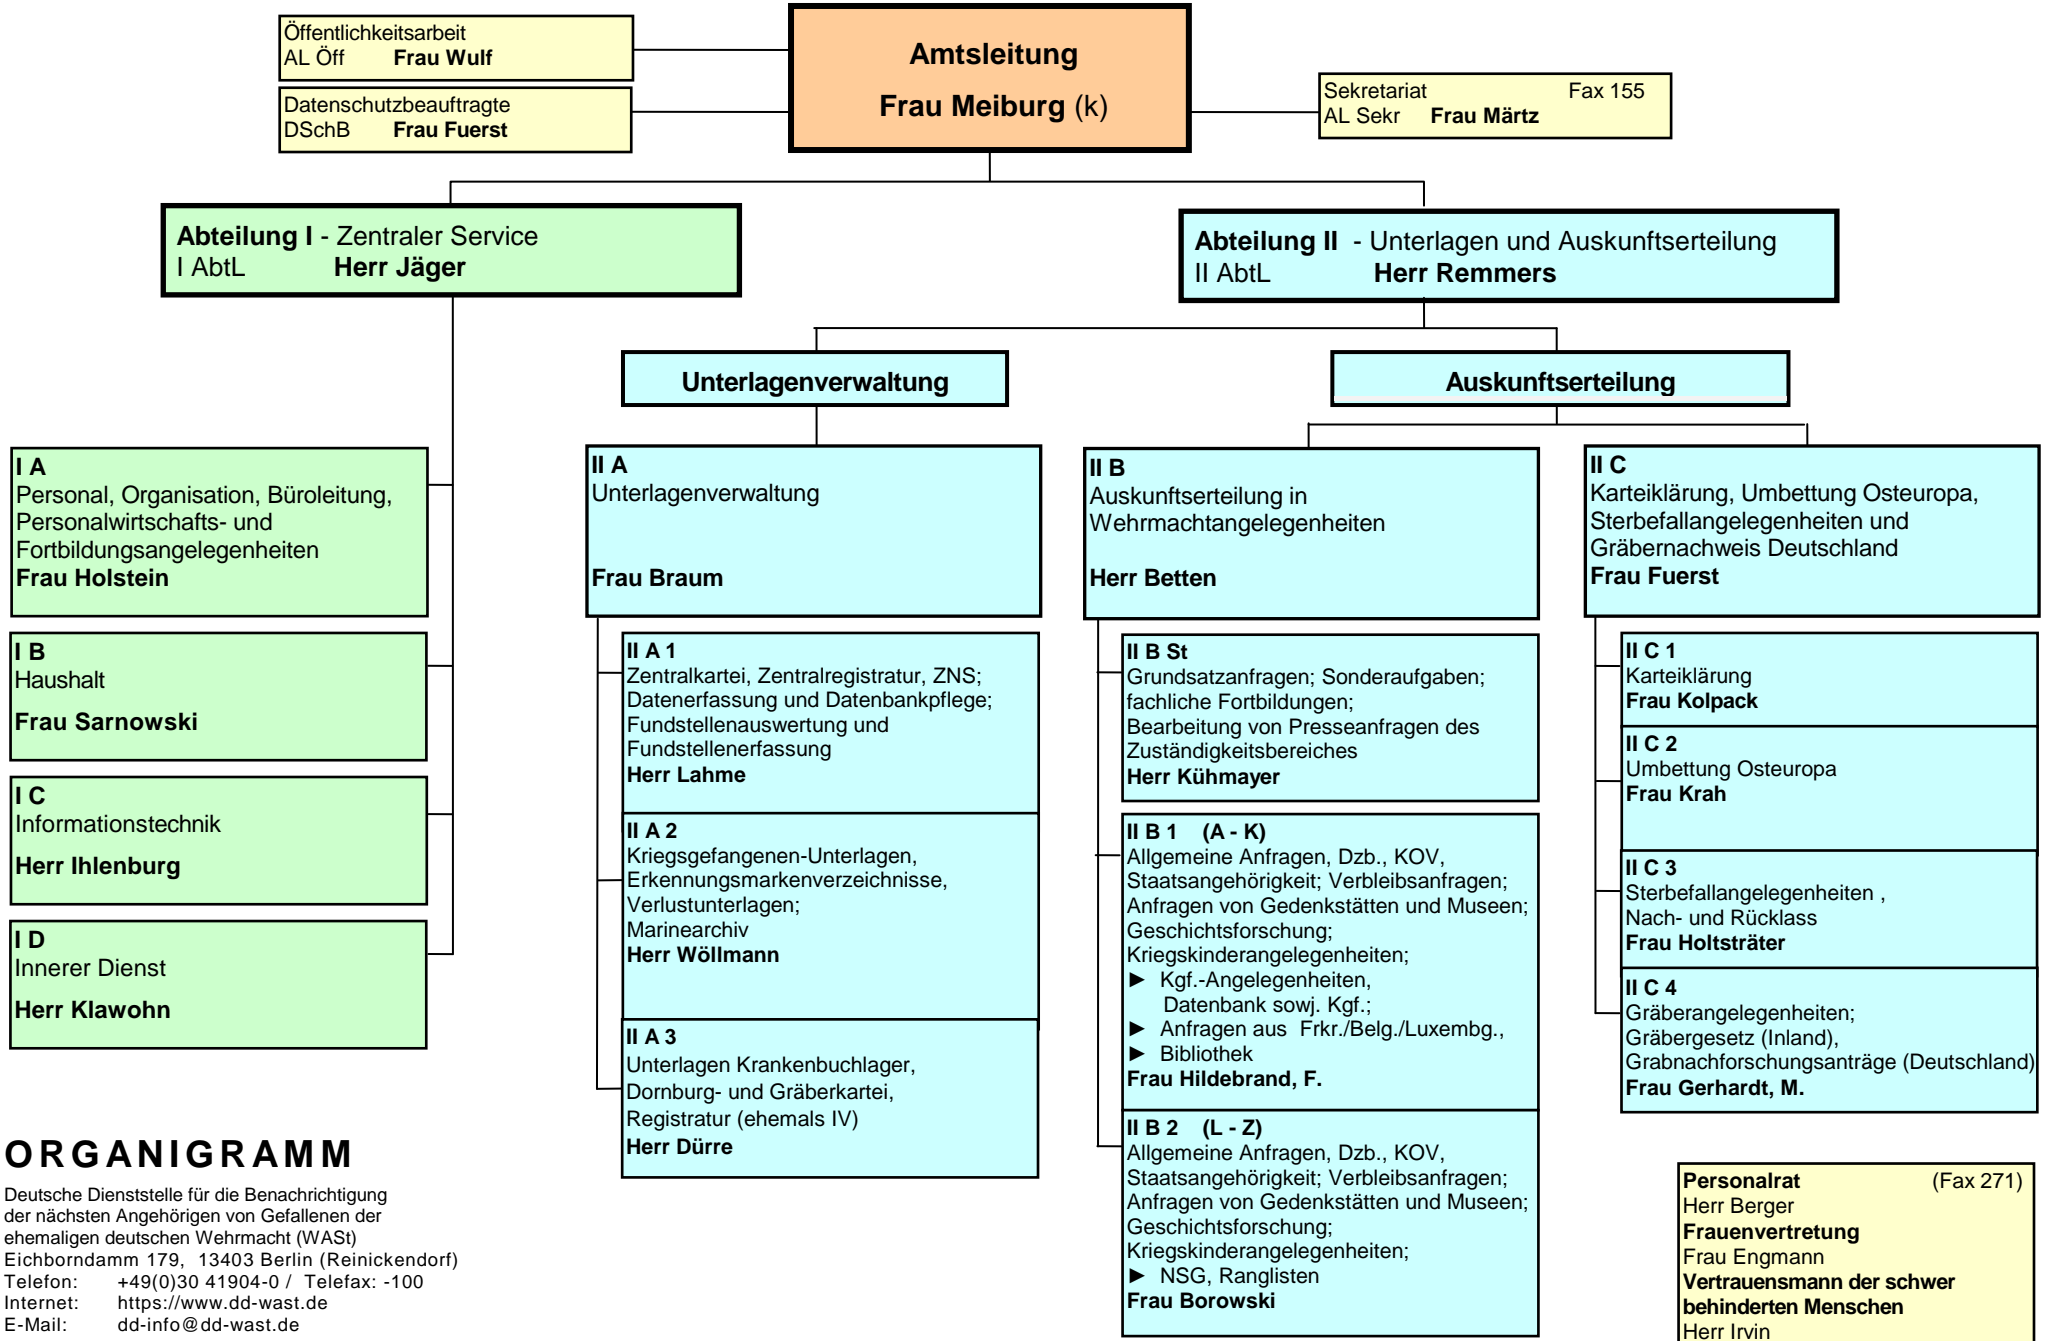 Öffentlichkeitsarbeit
AL Öff Frau Wulf
Datenschutzbeauftragte
DSchB Frau Fuerst
Amtsleitung
Frau Meiburg (k)
Sekretariat Fax 155
AL Sekr Frau Märtz
Abteilung I - Zentraler Service
I AbtL Herr Jäger
Abteilung II - Unterlagen und Auskunftserteilung
II AbtL Herr Remmers
Unterlagenverwaltung
Auskunftserteilung
I A
Personal, Organisation, Büroleitung,
Personalwirtschafts- und
Fortbildungsangelegenheiten
Frau Holstein
I B
Haushalt
Frau Sarnowski
I C
Informationstechnik
Herr Ihlenburg
I D
Innerer Dienst
Herr Klawohn
II A
Unterlagenverwaltung
Frau Braum
II A 1
Zentralkartei, Zentralregistratur, ZNS;
Datenerfassung und Datenbankpflege;
Fundstellenauswertung und
Fundstellenerfassung
Herr Lahme
II A 2
Kriegsgefangenen-Unterlagen,
Erkennungsmarkenverzeichnisse,
Verlustunterlagen;
Marinearchiv
Herr Wöllmann
II A 3
Unterlagen Krankenbuchlager,
Dornburg- und Gräberkartei,
Registratur (ehemals IV)
Herr Dürre
II B
Auskunftserteilung in
Wehrmachtangelegenheiten
Herr Betten
II B St
Grundsatzanfragen; Sonderaufgaben;
fachliche Fortbildungen;
Bearbeitung von Presseanfragen des
Zuständigkeitsbereiches
Herr Kühmayer
II B 1 (A - K)
Allgemeine Anfragen, Dzb., KOV,
Staatsangehörigkeit; Verbleibsanfragen;
Anfragen von Gedenkstätten und Museen;
Geschichtsforschung;
Kriegskinderangelegenheiten;
► Kgf.-Angelegenheiten,
Datenbank sowj. Kgf.;
► Anfragen aus Frkr./Belg./Luxembg.,
► Bibliothek
Frau Hildebrand, F.
II B 2 (L - Z)
Allgemeine Anfragen, Dzb., KOV,
Staatsangehörigkeit; Verbleibsanfragen;
Anfragen von Gedenkstätten und Museen;
Geschichtsforschung;
Kriegskinderangelegenheiten;
► NSG, Ranglisten
Frau Borowski
II C
Karteiklärung, Umbettung Osteuropa,
Sterbefallangelegenheiten und
Gräbernachweis Deutschland
Frau Fuerst
II C 1
Karteiklärung
Frau Kolpack
II C 2
Umbettung Osteuropa
Frau Krah
II C 3
Sterbefallangelegenheiten ,
Nach- und Rücklass
Frau Holtsträter
II C 4
Gräberangelegenheiten;
Gräbergesetz (Inland),
Grabnachforschungsanträge (Deutschland)
Frau Gerhardt, M.
ORGANIGRAMM
Deutsche Dienststelle für die Benachrichtigung
der nächsten Angehörigen von Gefallenen der
ehemaligen deutschen Wehrmacht (WASt)
Eichborndamm 179, 13403 Berlin (Reinickendorf)
Telefon: +49(0)30 41904-0 / Telefax: -100
Internet: https://www.dd-wast.de
E-Mail: dd-info@dd-wast.de
Personalrat (Fax 271)
Herr Berger
Frauenvertretung
Frau Engmann
Vertrauensmann der schwer
behinderten Menschen
Herr Irvin